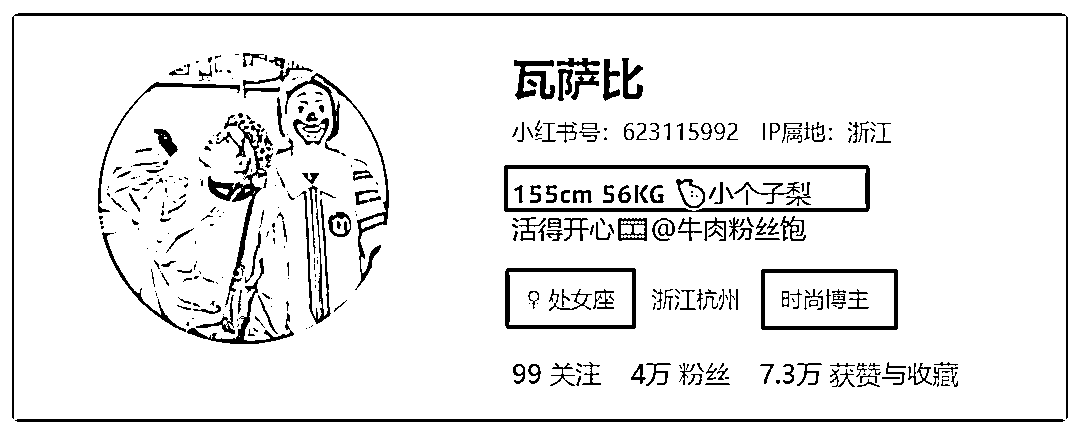 瓦萨比
小红书号：623115992 IP属地：浙江
155cm 56KG 🍐小个子梨
活得开心🎞@牛肉粉丝饱
♀ 处女座 浙江杭州 时尚博主
99 关注 4万 粉丝 7.3万 获赞与收藏